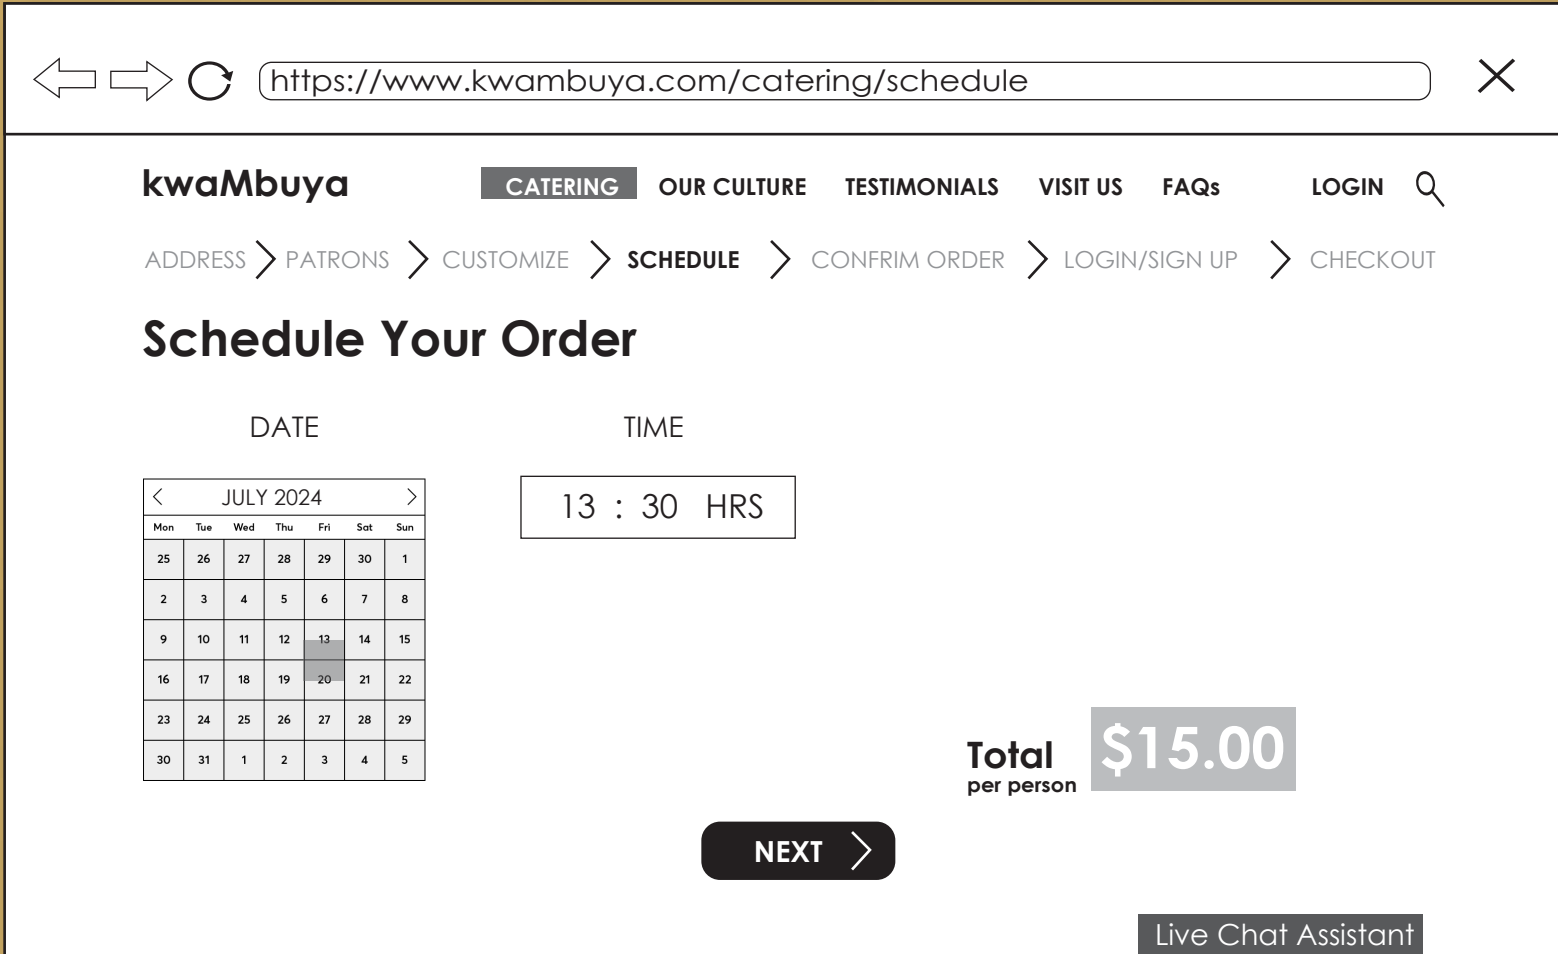 https://www.kwambuya.com/catering/schedule
kwaMbuya CATERING OUR CULTURE TESTIMONIALS VISIT US FAQs LOGIN
ADDRESS PATRONS CUSTOMIZE SCHEDULE CONFRIM ORDER LOGIN/SIGN UP CHECKOUT
Schedule Your Order
DATE TIME
JULY 2024
13 : 30 HRS
Mon Tue Wed Thu Fri Sat Sun
25 26 27 28 29 30 1
2 3 4 5 6 7 8
9 10 11 12 13 14 15
16 17 18 19 20 21 22
23 24 25 26 27 28 29
30 31 1 2 3 4 5
Total $15.00
per person
NEXT
Live Chat Assistant